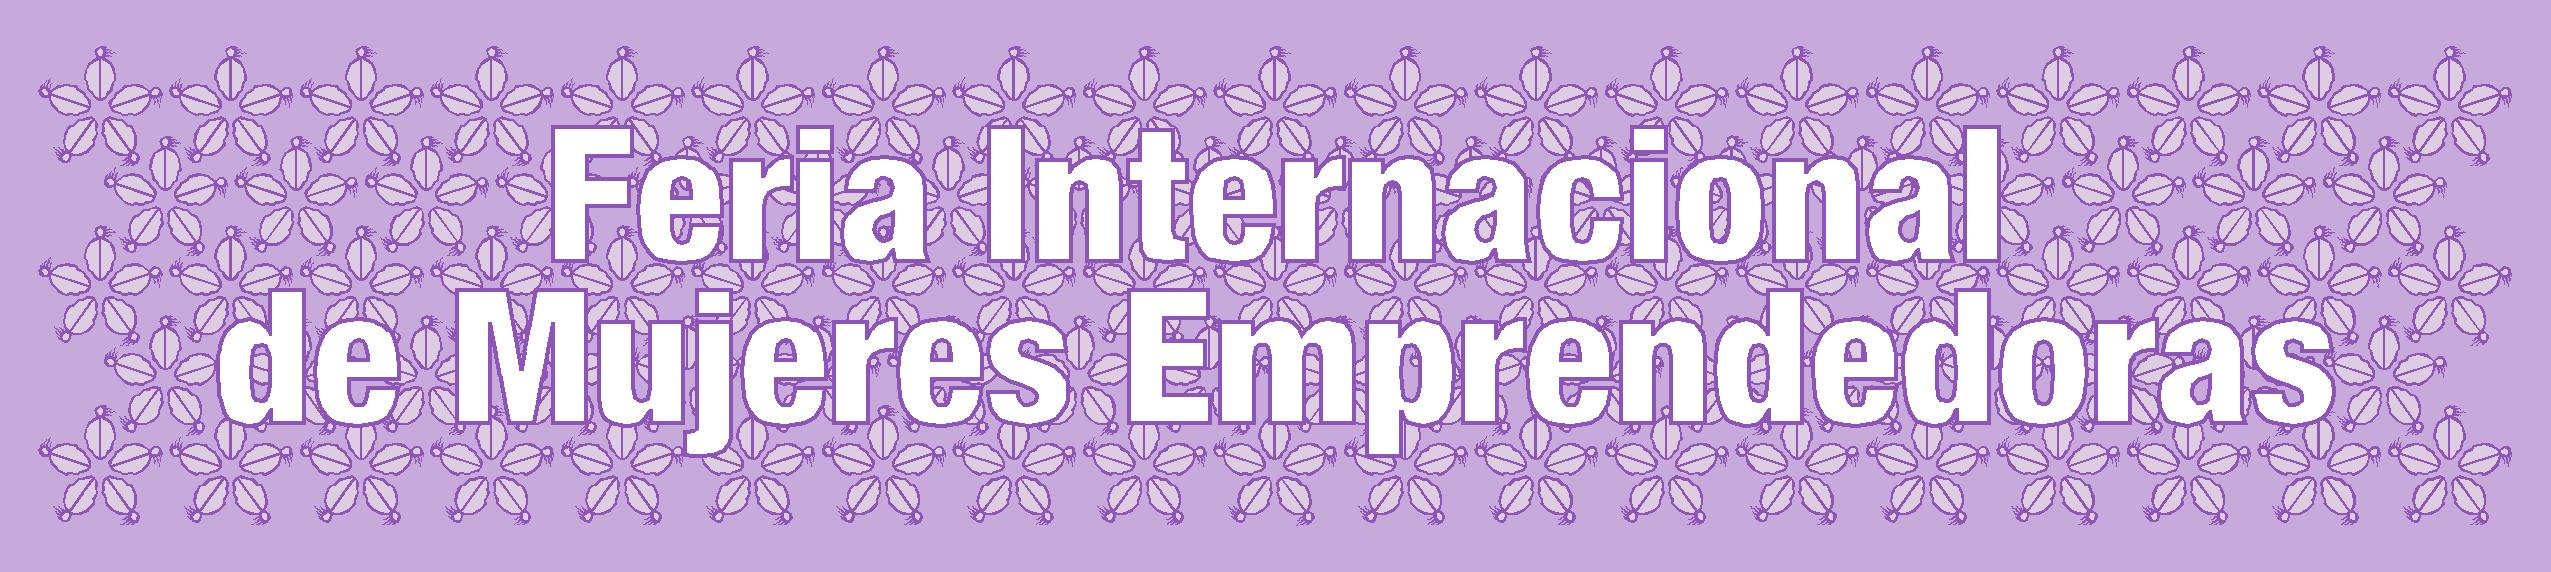 Feria Internacional
de Mujeres Emprendedoras